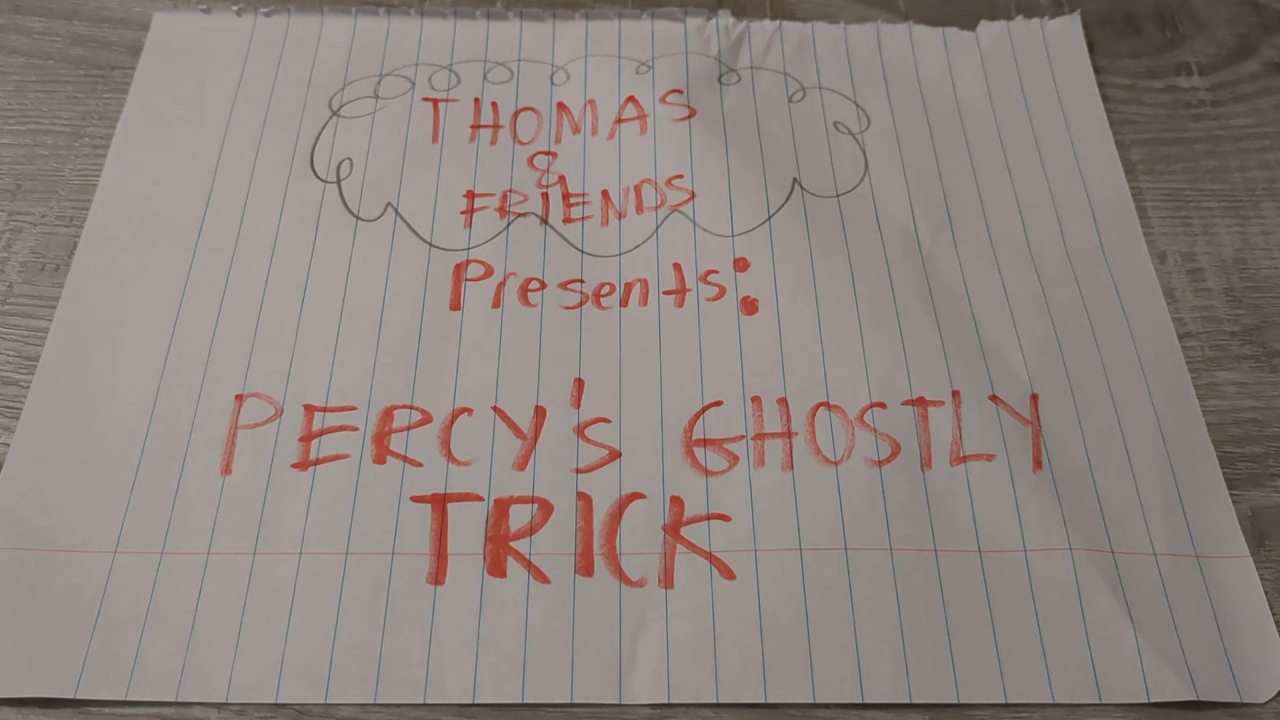 THOMAS
&
FRIENDS
Presents:
PERCY's GHOSTLY
TRICK